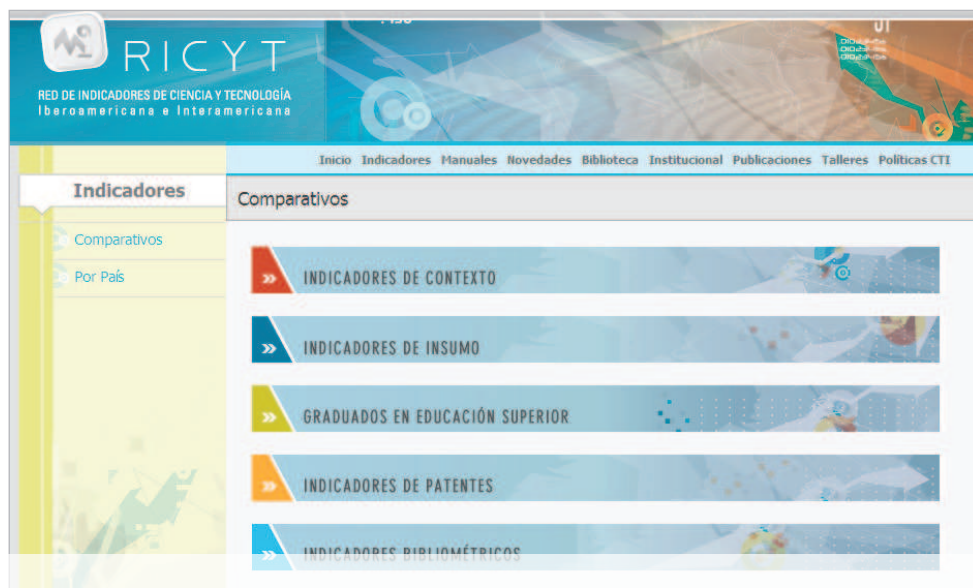 RICYT
RED DE INDICADORES DE CIENCIA Y TECNOLOGÍA
Iberoamericana e Interamericana
Inicio Indicadores Manuales Novedades Biblioteca Institucional Publicaciones Talleres Políticas CTI
Indicadores
Comparativos
Por País
Comparativos
INDICADORES DE CONTEXTO
INDICADORES DE INSUMO
GRADUADOS EN EDUCACIÓN SUPERIOR
INDICADORES DE PATENTES
INDICADORES BIBLIOMÉTRICOS